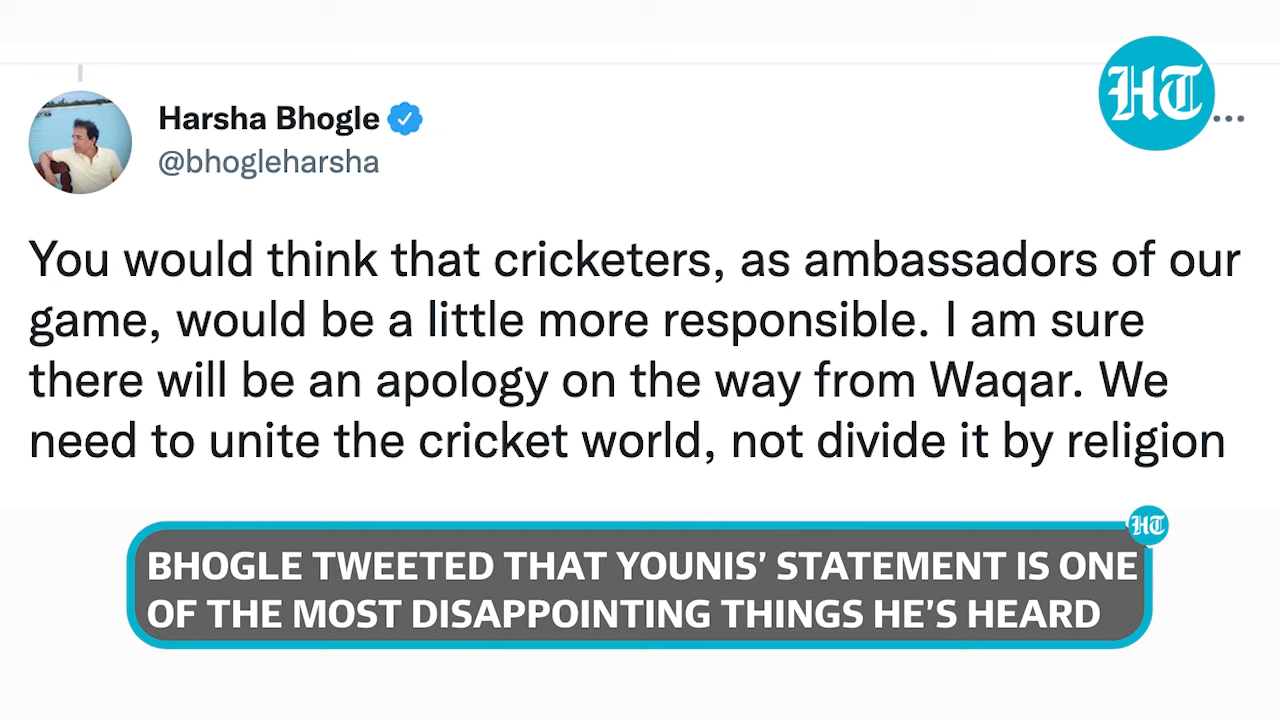 HT
Harsha Bhogle
@bhogleharsha
You would think that cricketers, as ambassadors of our
game, would be a little more responsible. I am sure
there will be an apology on the way from Waqar. We
need to unite the cricket world, not divide it by religion
HT
BHOGLE TWEETED THAT YOUNIS’ STATEMENT IS ONE
OF THE MOST DISAPPOINTING THINGS HE’S HEARD